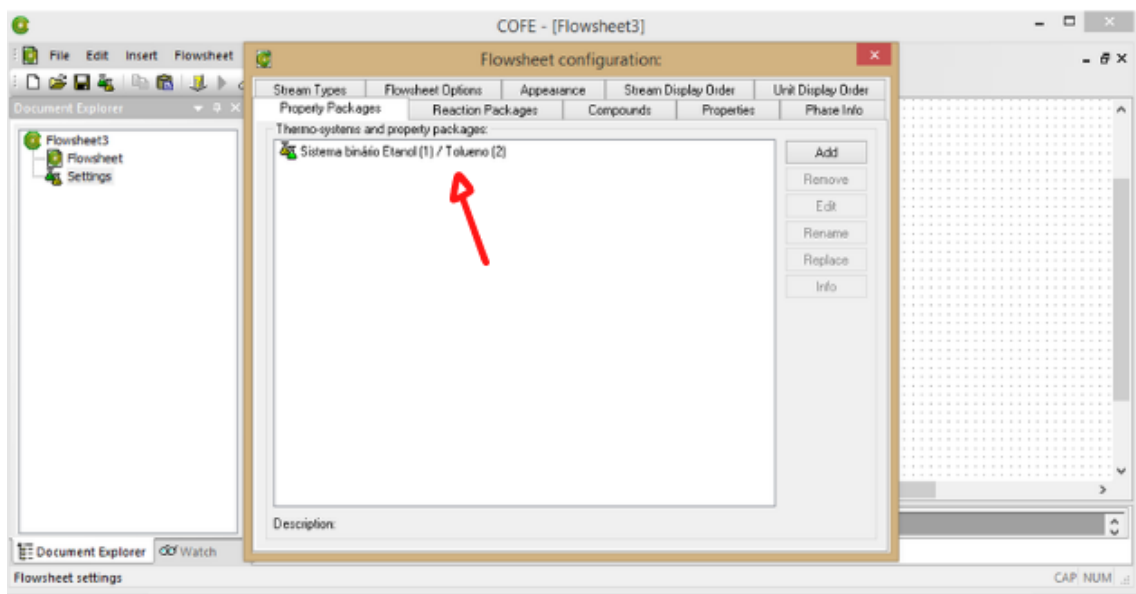 COFE - [Flowsheet3]
File Edit Insert Flowsheet
Flowsheet configuration:
Document Explorer
Stream Types Flowsheet Options Appearance Stream Display Order Unit Display Order
Property Packages Reaction Packages Compounds Properties Phase Info
Thermo-systems and property packages:
Flowsheet3
Flowsheet
Settings
Sistema binário Etanol (1) / Tolueno (2)
Add
Remove
Edit
Rename
Replace
Info
Description:
Document Explorer Watch
Flowsheet settings
CAP NUM